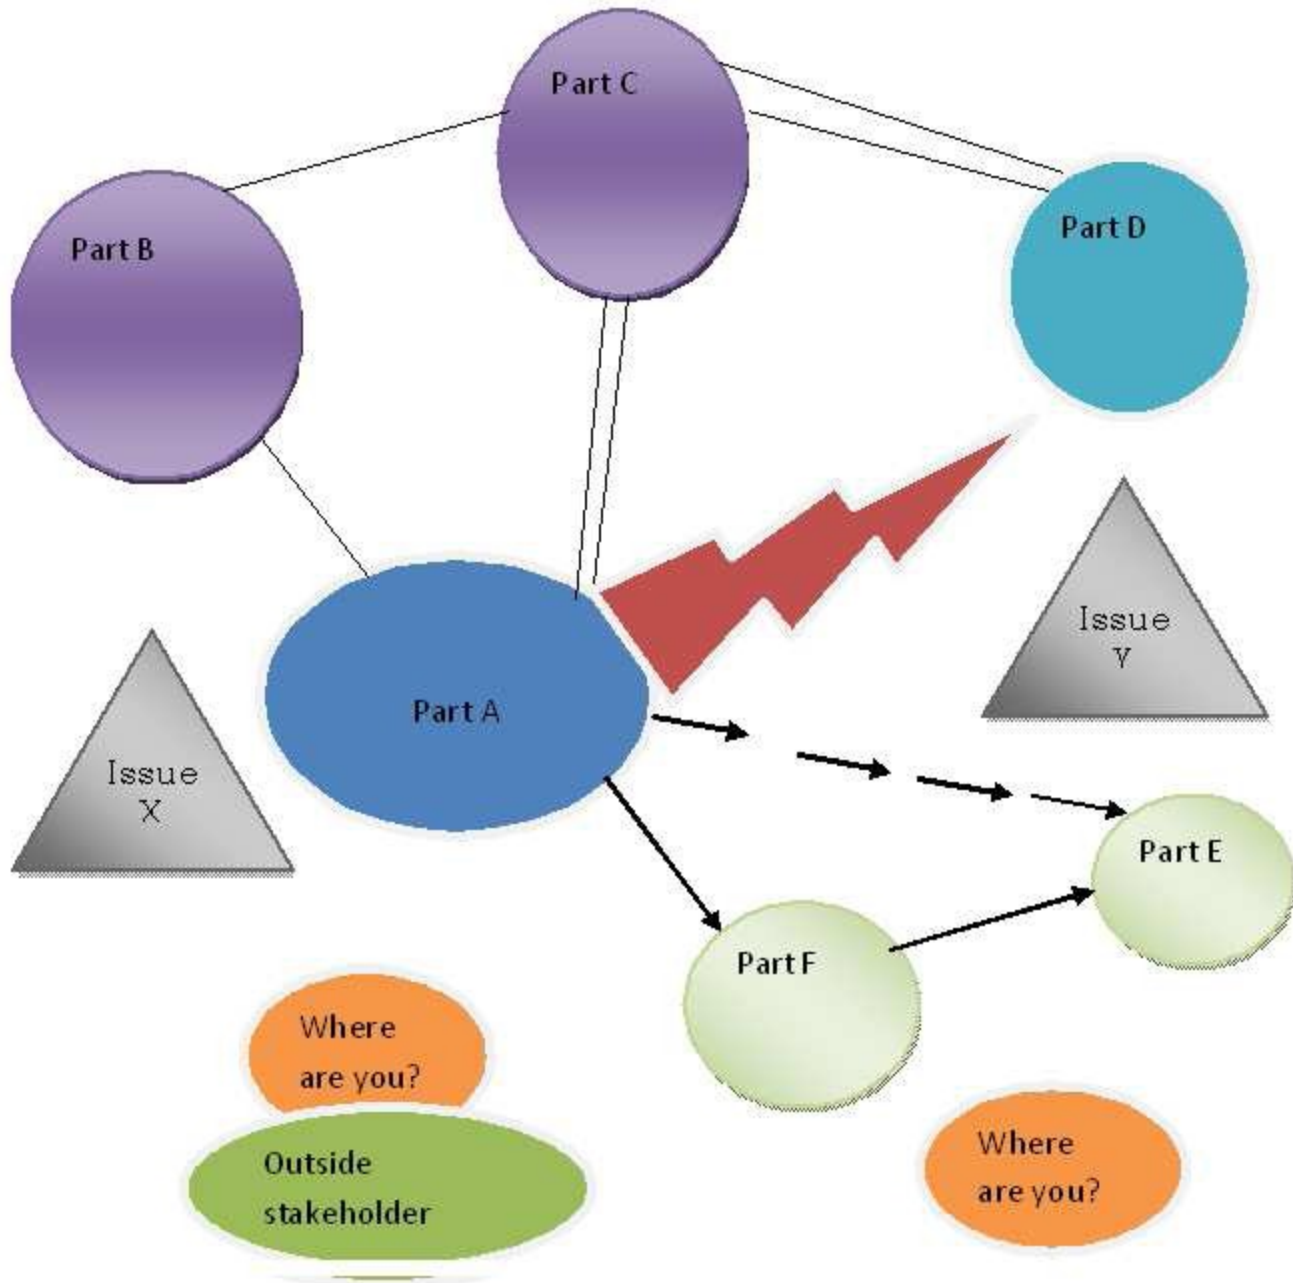 Part C
Part B
Part D
Part A
Issue
Y
Issue
X
Part E
Part F
Where
are you?
Outside
stakeholder
Where
are you?